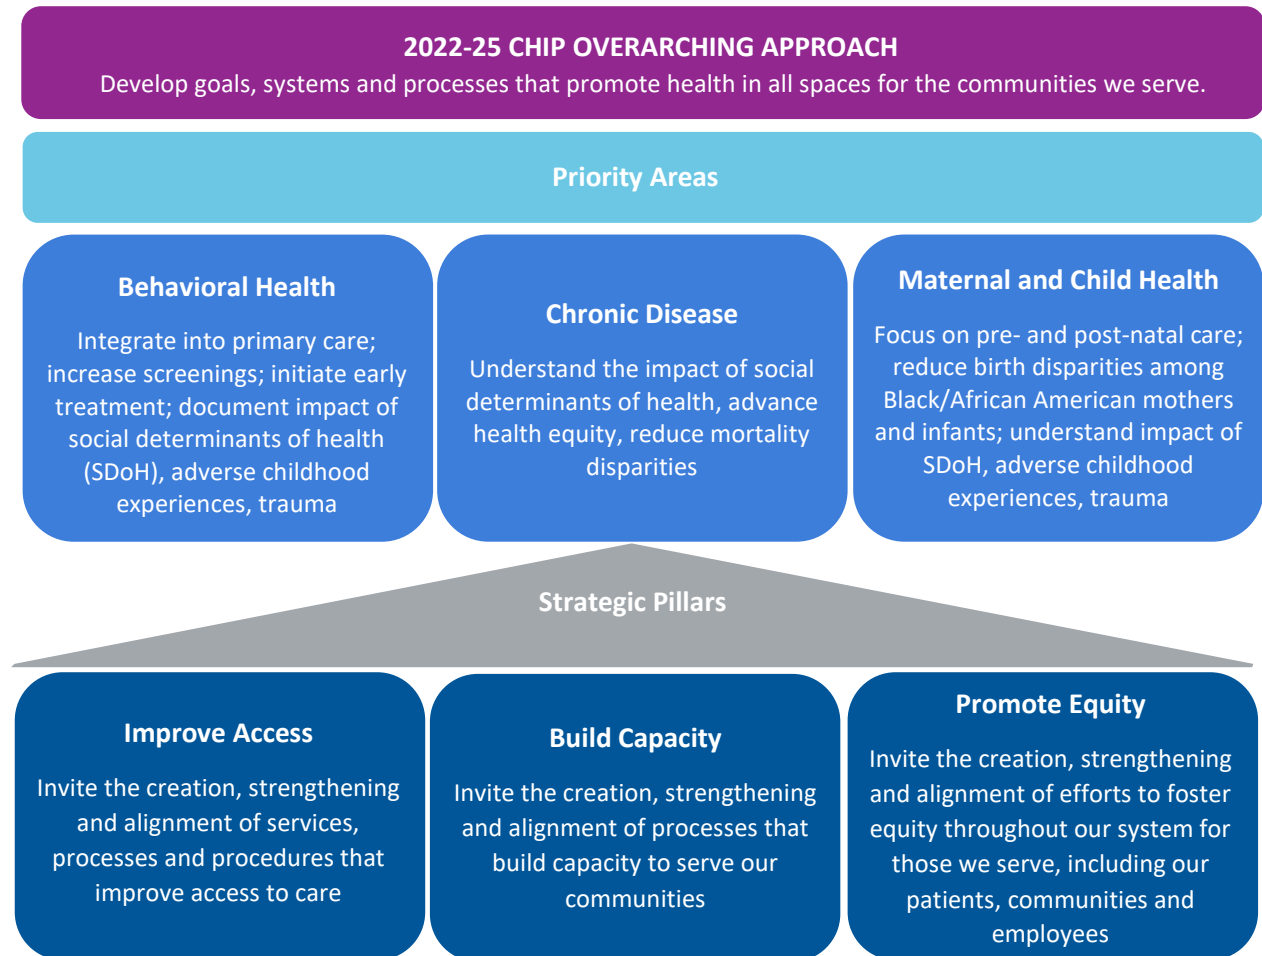 2022-25 CHIP OVERARCHING APPROACH
Develop goals, systems and processes that promote health in all spaces for the communities we serve.
Priority Areas
Behavioral Health
Integrate into primary care;
increase screenings; initiate early
treatment; document impact of
social determinants of health
(SDoH), adverse childhood
experiences, trauma
Chronic Disease
Understand the impact of social
determinants of health, advance
health equity, reduce mortality
disparities
Maternal and Child Health
Focus on pre- and post-natal care;
reduce birth disparities among
Black/African American mothers
and infants; understand impact of
SDoH, adverse childhood
experiences, trauma
Strategic Pillars
Improve Access
Invite the creation, strengthening
and alignment of services,
processes and procedures that
improve access to care
Build Capacity
Invite the creation, strengthening
and alignment of processes that
build capacity to serve our
communities
Promote Equity
Invite the creation, strengthening
and alignment of efforts to foster
equity throughout our system for
those we serve, including our
patients, communities and
employees